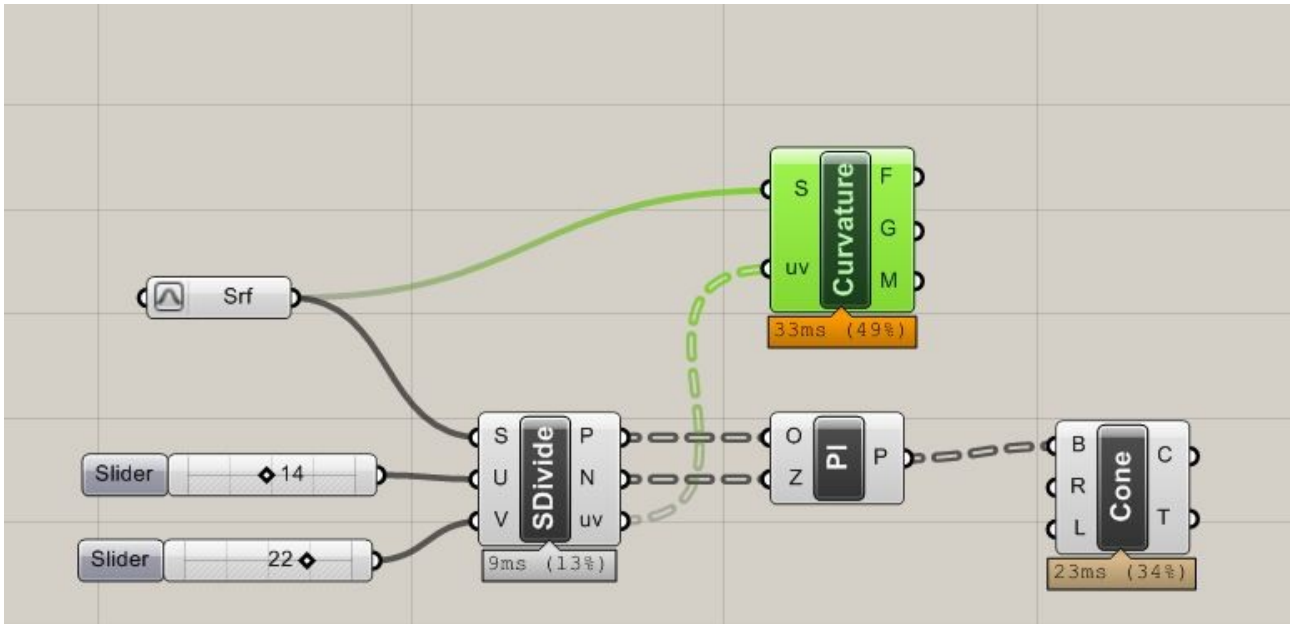 S
uv
Curvature
F
G
M
33ms (49%)
Srf
Slider
14
Slider
22
S
U
V
SDivide
P
N
uv
9ms (13%)
O
Z
Pl
P
B
R
L
Cone
C
T
23ms (34%)